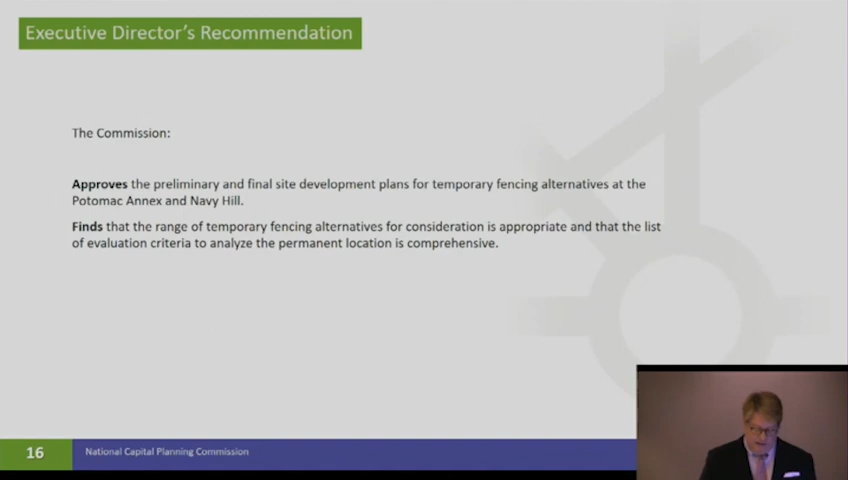 Executive Director's Recommendation
The Commission:
Approves the preliminary and final site development plans for temporary fencing alternatives at the
Potomac Annex and Navy Hill.
Finds that the range of temporary fencing alternatives for consideration is appropriate and that the list
of evaluation criteria to analyze the permanent location is comprehensive.
16
National Capital Planning Commission